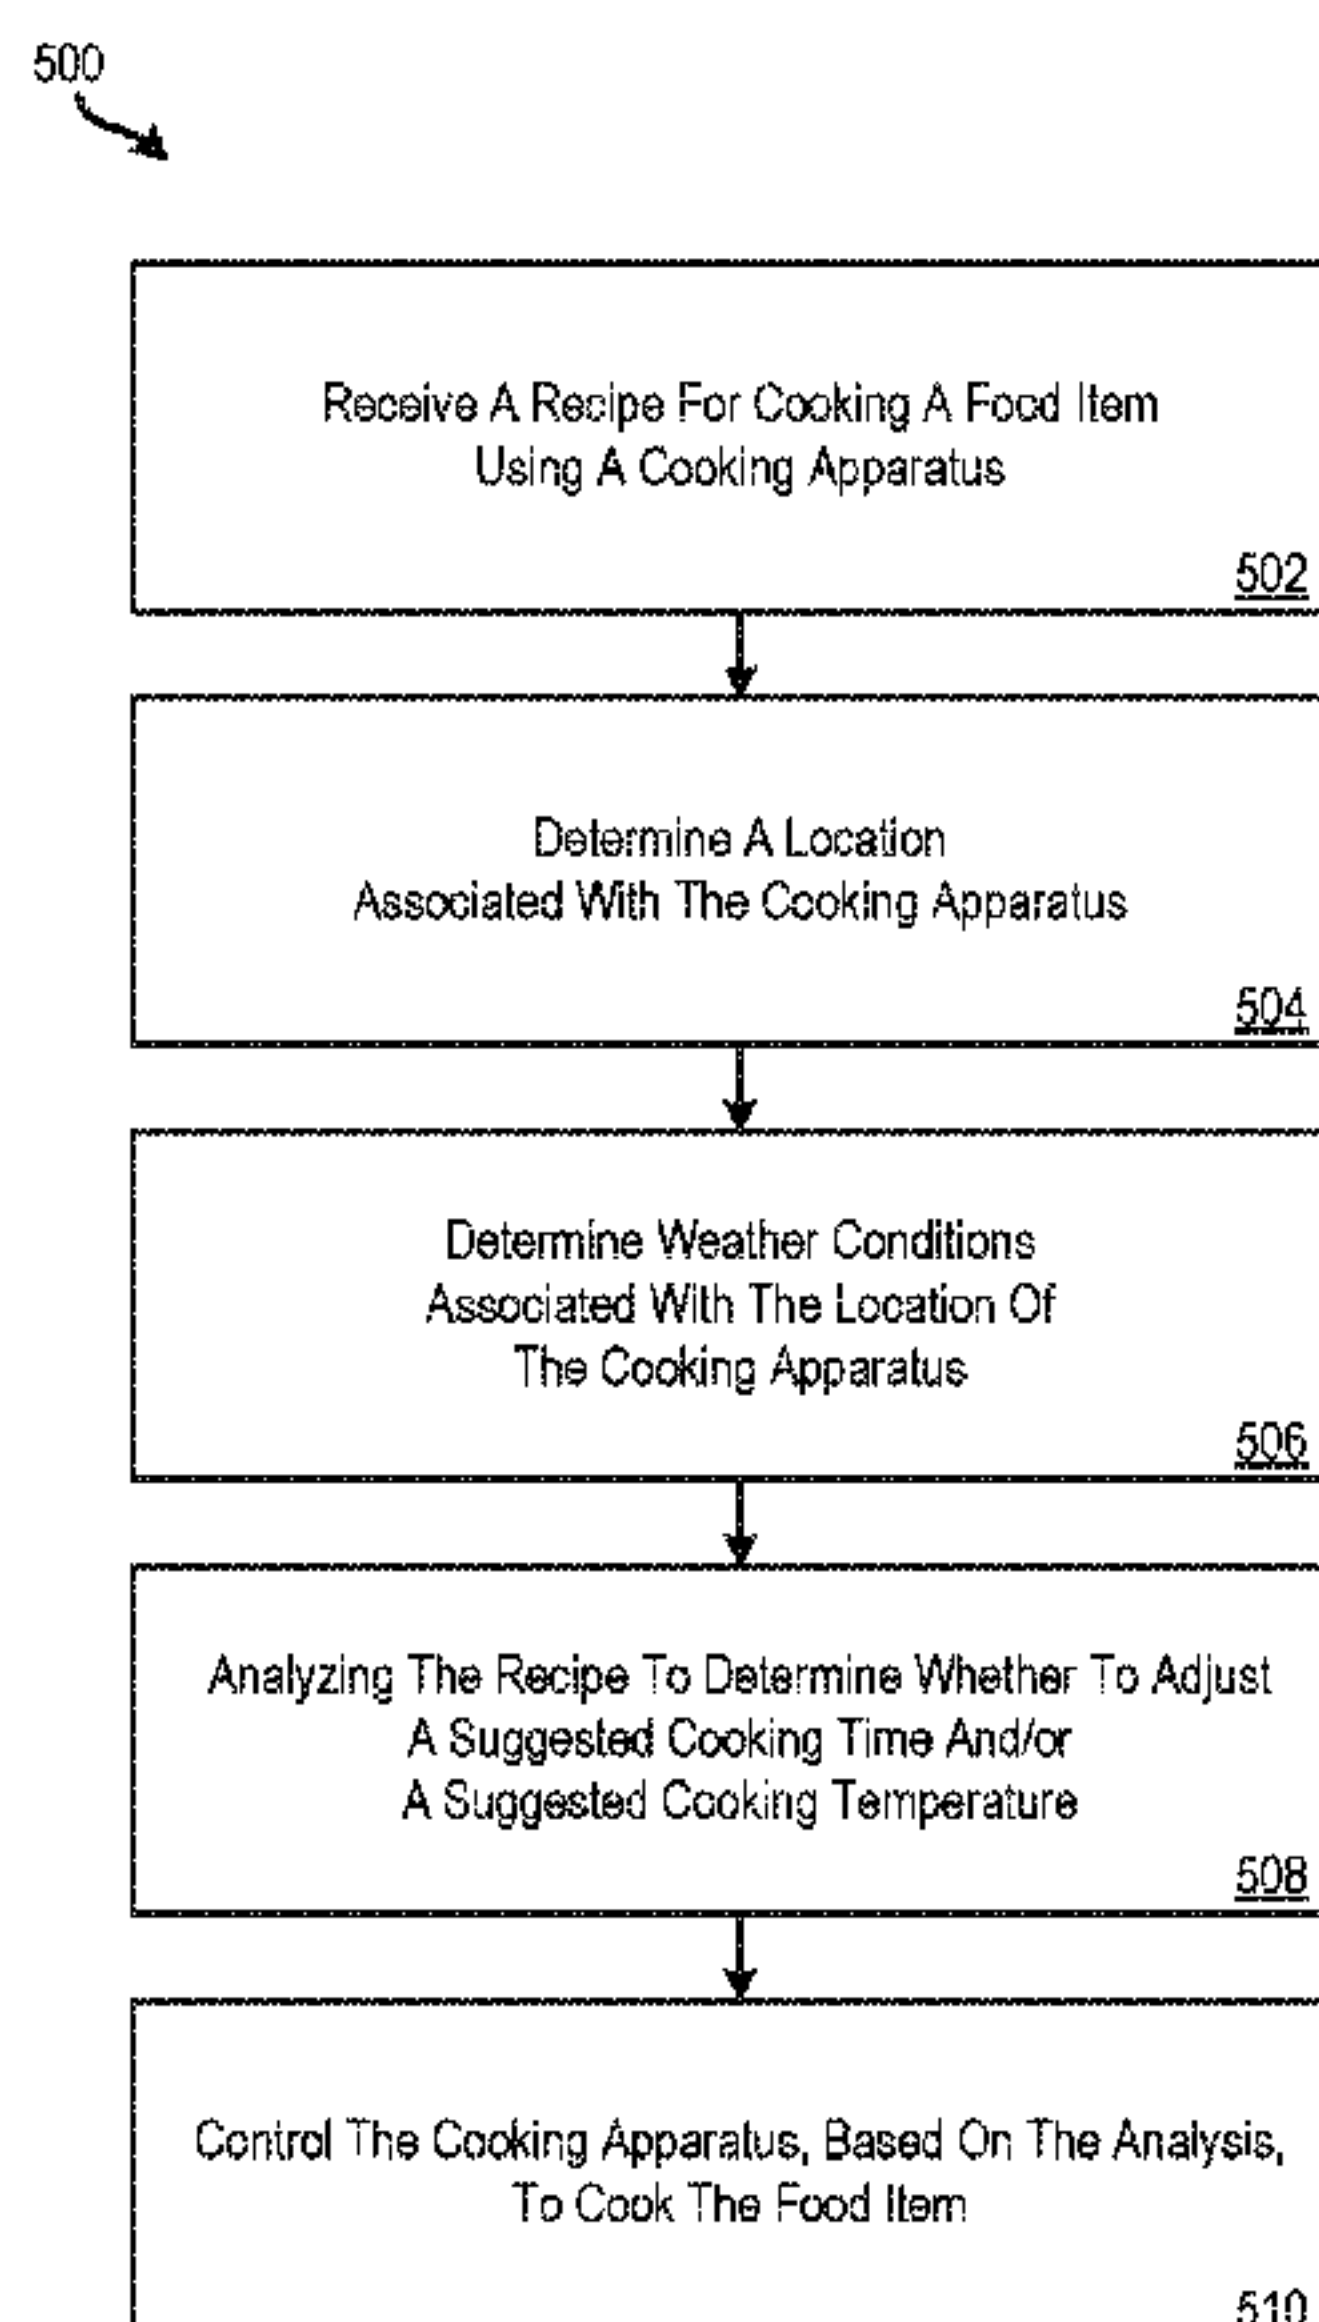 500
Receive A Recipe For Cooking A Food Item
Using A Cooking Apparatus
502
Determine A Location
Associated With The Cooking Apparatus
504
Determine Weather Conditions
Associated With The Location Of
The Cooking Apparatus
506
Analyzing The Recipe To Determine Whether To Adjust
A Suggested Cooking Time And/or
A Suggested Cooking Temperature
508
Control The Cooking Apparatus, Based On The Analysis,
To Cook The Food Item
510